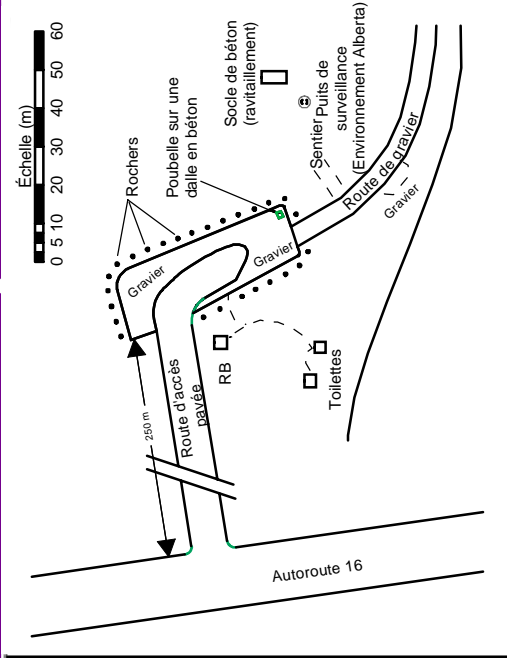 Échelle (m)
0 5 10 20 30 40 50 60
Rochers
Poubelle sur une
dalle en béton
Socle de béton
(ravitaillement)
Sentier
Puits de
surveillance
(Environnement Alberta)
Route de gravier
Gravier
Gravier
Gravier
250 m
Route d'accès
pavée
RB
Toilettes
Autoroute 16